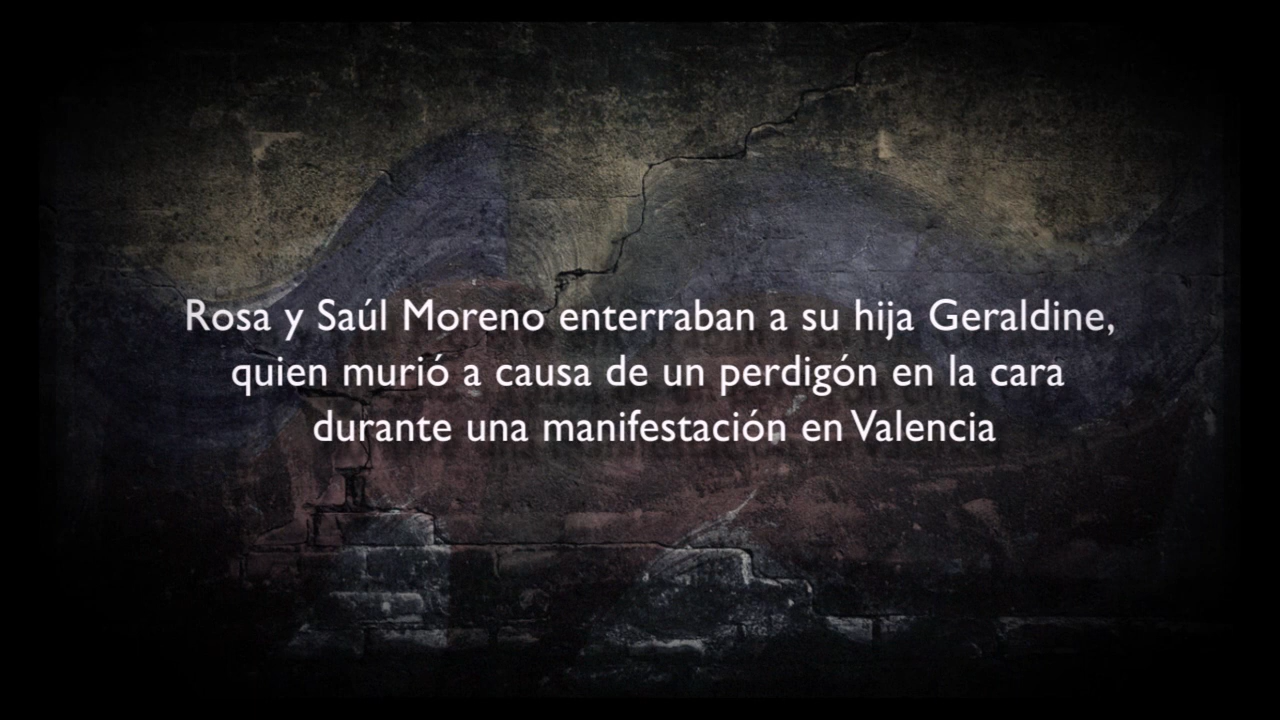 Rosa y Saúl Moreno enterraban a su hija Geraldine,
quien murió a causa de un perdigón en la cara
durante una manifestación en Valencia